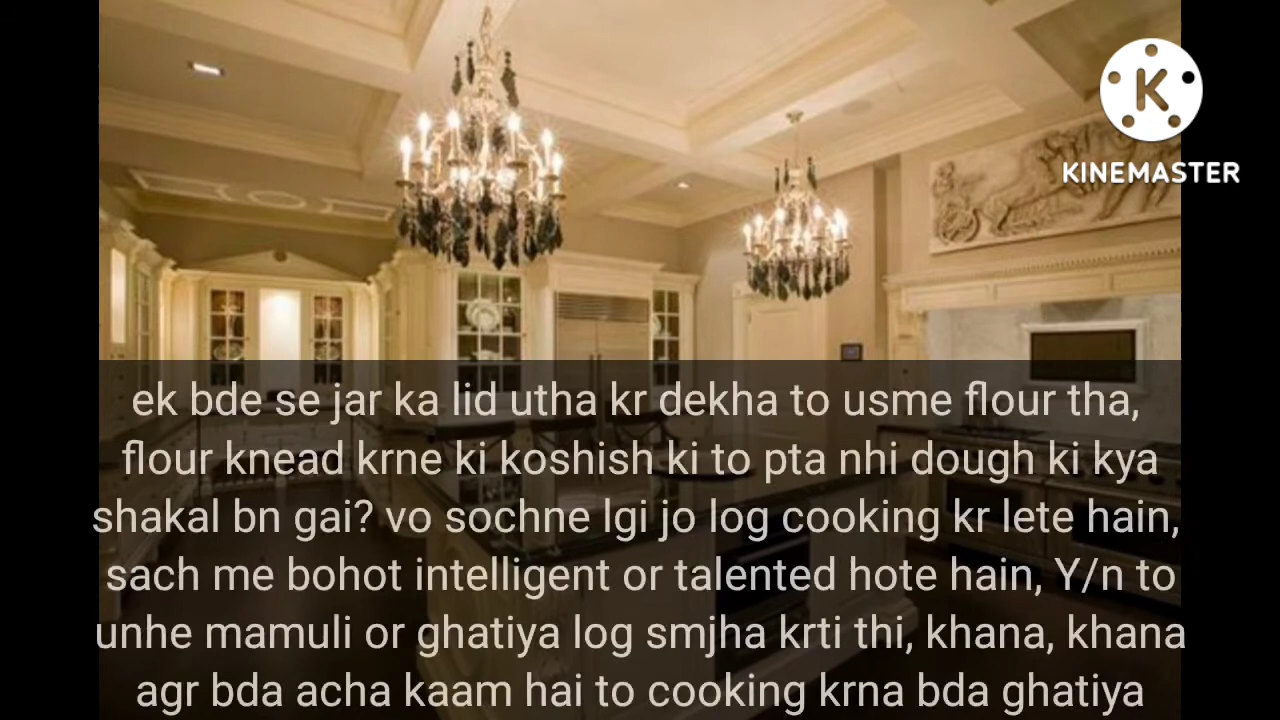 KINEMASTER
ek bde se jar ka lid utha kr dekha to usme flour tha,
flour knead krne ki koshish ki to pta nhi dough ki kya
shakal bn gai? vo sochne lgi jo log cooking kr lete hain,
sach me bohot intelligent or talented hote hain, Y/n to
unhe mamuli or ghatiya log smjha krti thi, khana, khana
agr bda acha kaam hai to cooking krna bda ghatiya